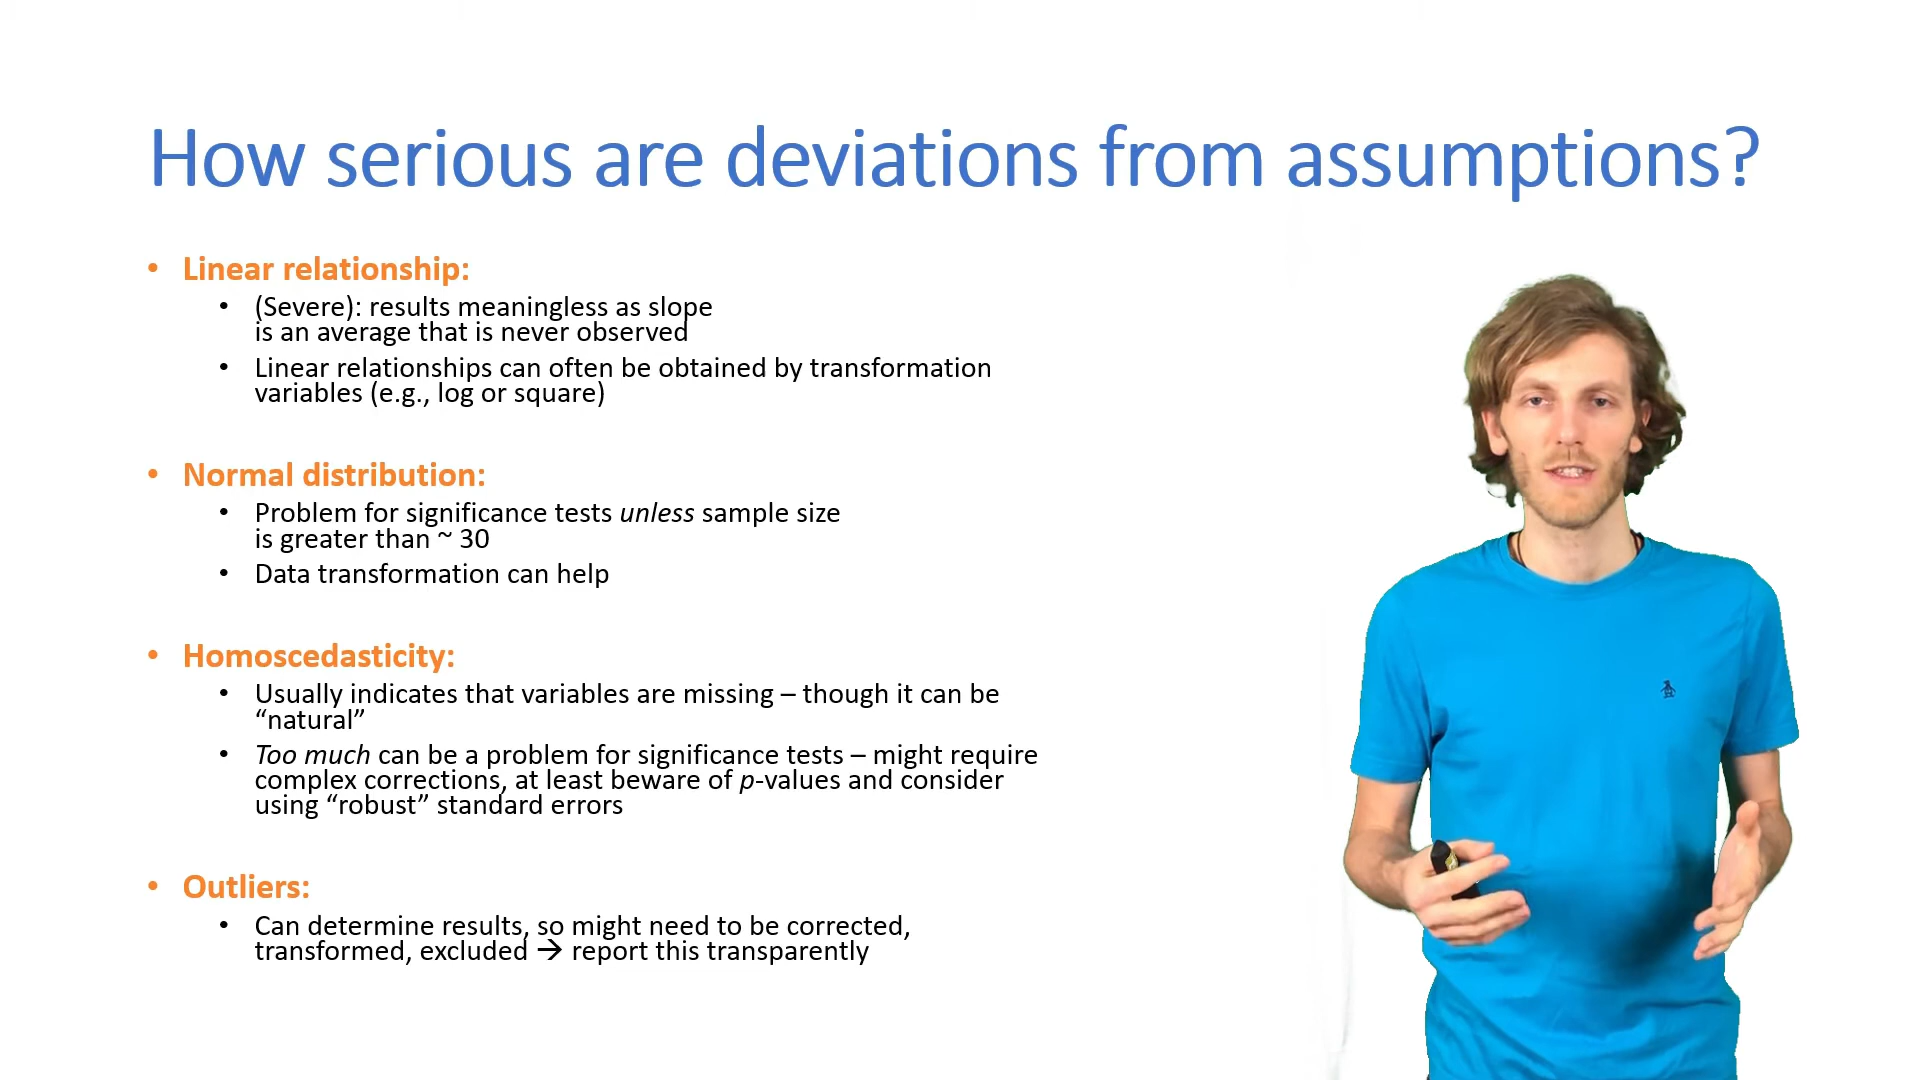 How serious are deviations from assumptions?
• Linear relationship:
• (Severe): results meaningless as slope
is an average that is never observed
• Linear relationships can often be obtained by transformation
variables (e.g., log or square)
• Normal distribution:
• Problem for significance tests unless sample size
is greater than ~ 30
• Data transformation can help
• Homoscedasticity:
• Usually indicates that variables are missing – though it can be
“natural”
• Too much can be a problem for significance tests – might require
complex corrections, at least beware of p-values and consider
using “robust” standard errors
• Outliers:
• Can determine results, so might need to be corrected,
transformed, excluded → report this transparently